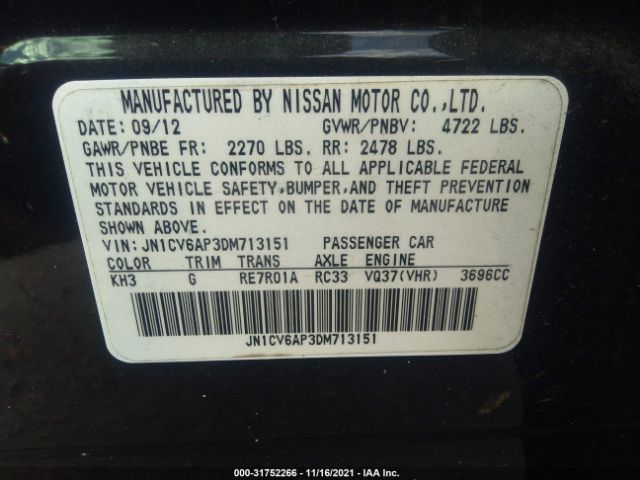 MANUFACTURED BY NISSAN MOTOR CO.,LTD.
DATE: 09/12 GVWR/PNBV: 4722 LBS.
GAWR/PNBE FR: 2270 LBS. RR: 2478 LBS.
THIS VEHICLE CONFORMS TO ALL APPLICABLE FEDERAL
MOTOR VEHICLE SAFETY,BUMPER,AND THEFT PREVENTION
STANDARDS IN EFFECT ON THE DATE OF MANUFACTURE
SHOWN ABOVE.
VIN: JN1CV6AP3DM713151 PASSENGER CAR
COLOR TRIM TRANS AXLE ENGINE
KH3 G RE7R01A RC33 VQ37(VHR) 3696CC
JN1CV6AP3DM713151
000-31752266 - 11/16/2021 - IAA Inc.